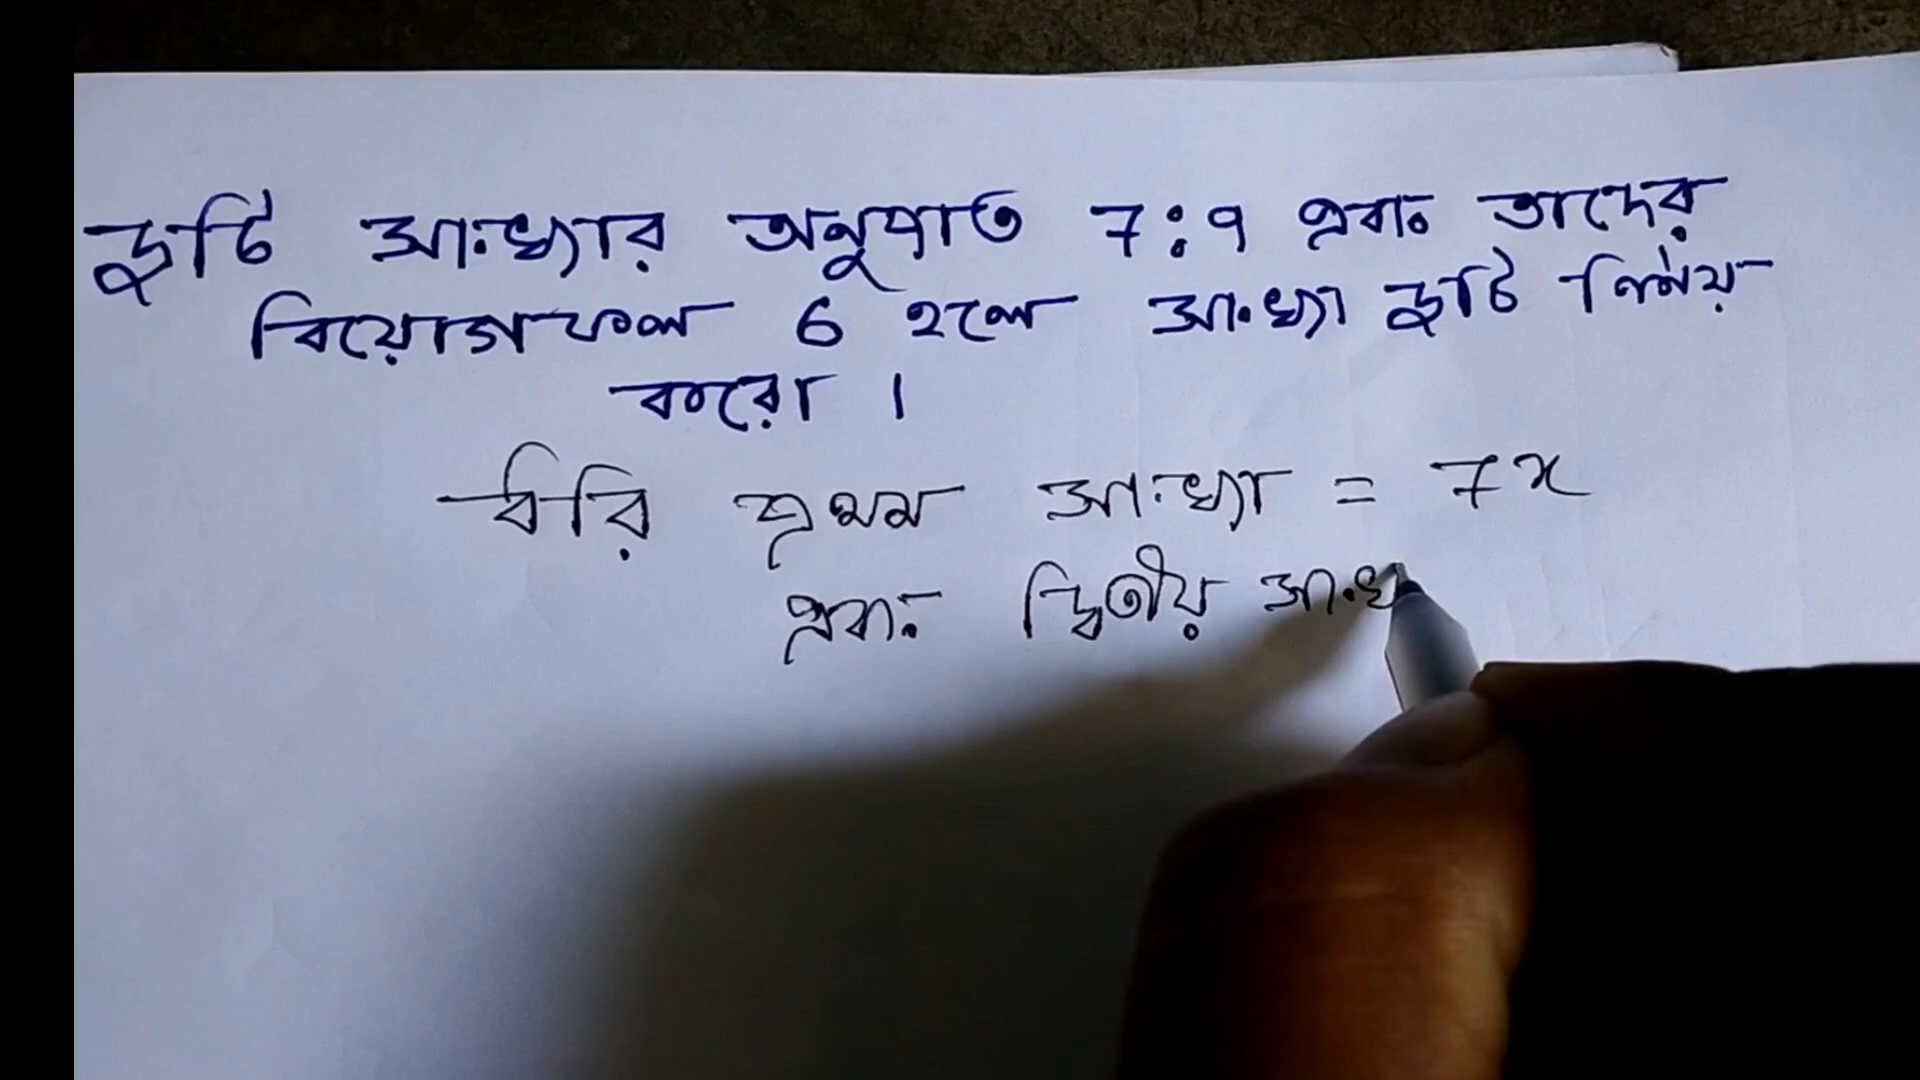 দুটি সংখ্যার অনুপাত 7:9 এবং তাদের
বিয়োগফল 6 হলে সংখ্যা দুটি নির্ণয়
করো ।
ধরি প্রথম সংখ্যা = 7x
এবং দ্বিতীয় সংখ